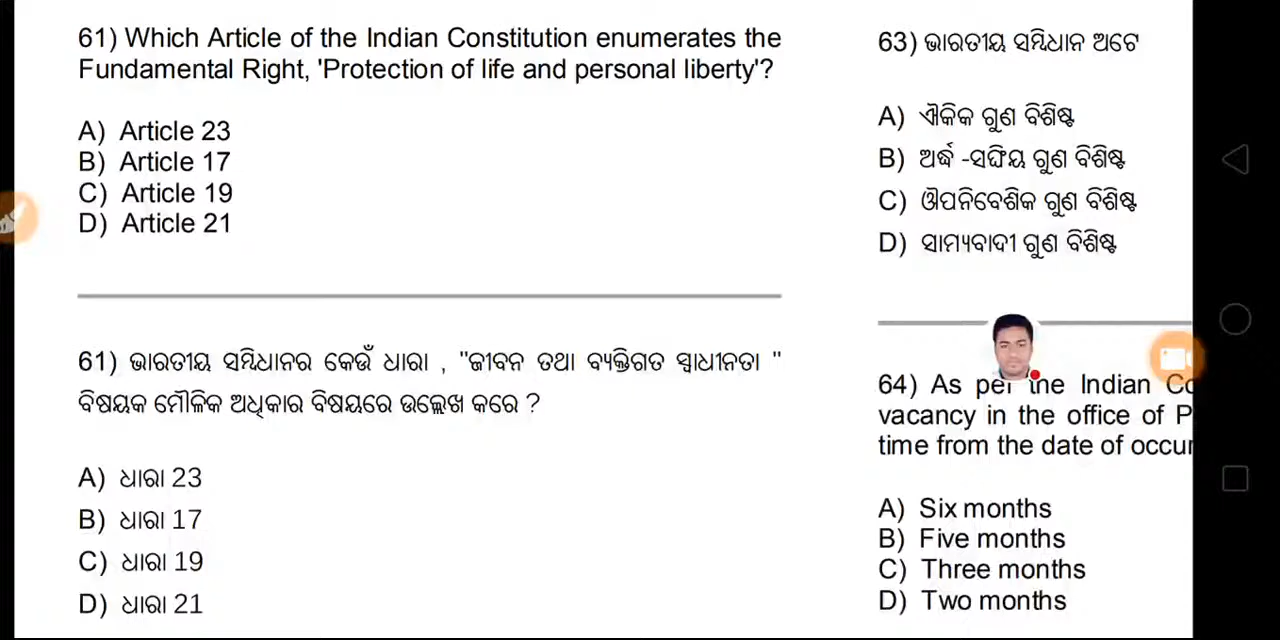 61) Which Article of the Indian Constitution enumerates the
Fundamental Right, 'Protection of life and personal liberty'?
A) Article 23
B) Article 17
C) Article 19
D) Article 21
61) ଭାରତୀୟ ସମ୍ବିଧାନର କେଉଁ ଧାରା , "ଜୀବନ ତଥା ବ୍ୟକ୍ତିଗତ ସ୍ୱାଧୀନତା "
ବିଷୟକ ମୌଳିକ ଅଧିକାର ବିଷୟରେ ଉଲ୍ଲେଖ କରେ ?
A) ଧାରା 23
B) ଧାରା 17
C) ଧାରା 19
D) ଧାରା 21
63) ଭାରତୀୟ ସମ୍ବିଧାନ ଅଟେ
A) ଐକିକ ଗୁଣ ବିଶିଷ୍ଟ
B) ଅର୍ଦ୍ଧ -ସଙ୍ଘିୟ ଗୁଣ ବିଶିଷ୍ଟ
C) ଔପନିବେଶିକ ଗୁଣ ବିଶିଷ୍ଟ
D) ସାମ୍ୟବାଦୀ ଗୁଣ ବିଶିଷ୍ଟ
64) As per the Indian
vacancy in the office of
time from the date of
A) Six months
B) Five months
C) Three months
D) Two months